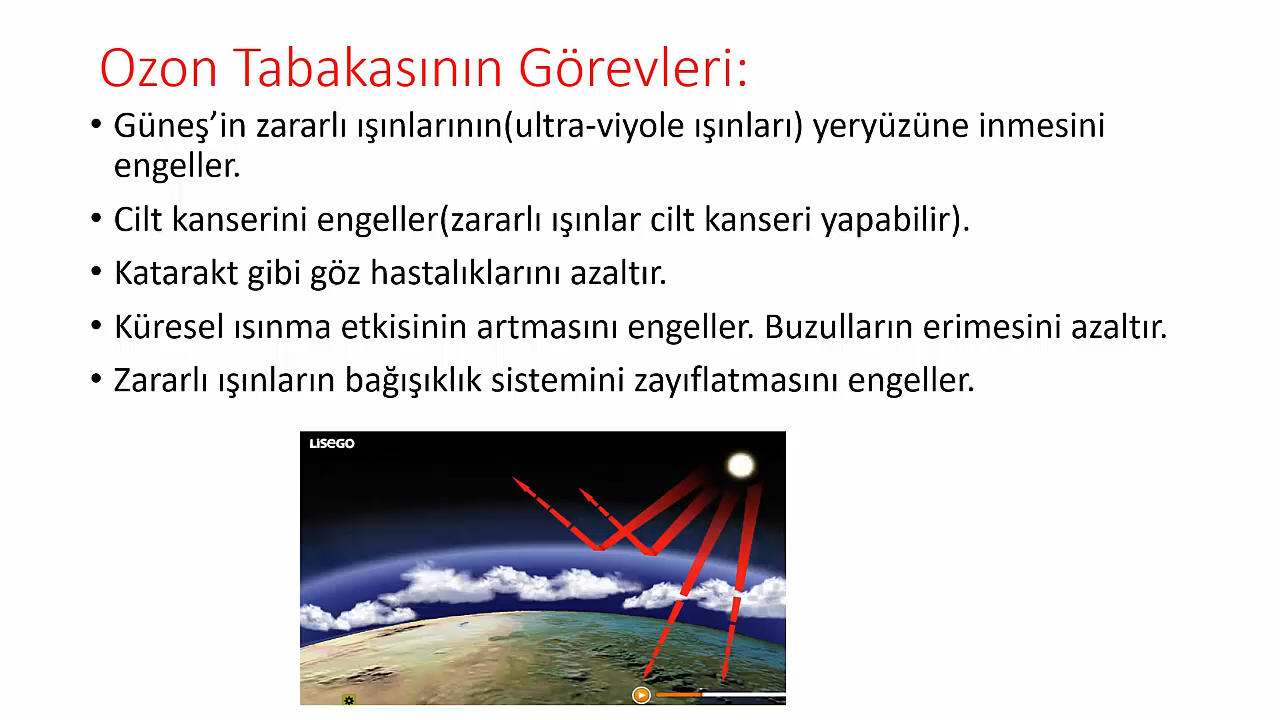 Ozon Tabakasının Görevleri:
• Güneş’in zararlı ışınlarının(ultra-viyole ışınları) yeryüzüne inmesini
engeller.
• Cilt kanserini engeller(zararlı ışınlar cilt kanseri yapabilir).
• Katarakt gibi göz hastalıklarını azaltır.
• Küresel ısınma etkisinin artmasını engeller. Buzulların erimesini azaltır.
• Zararlı ışınların bağışıklık sistemini zayıflatmasını engeller.
LiSEGO